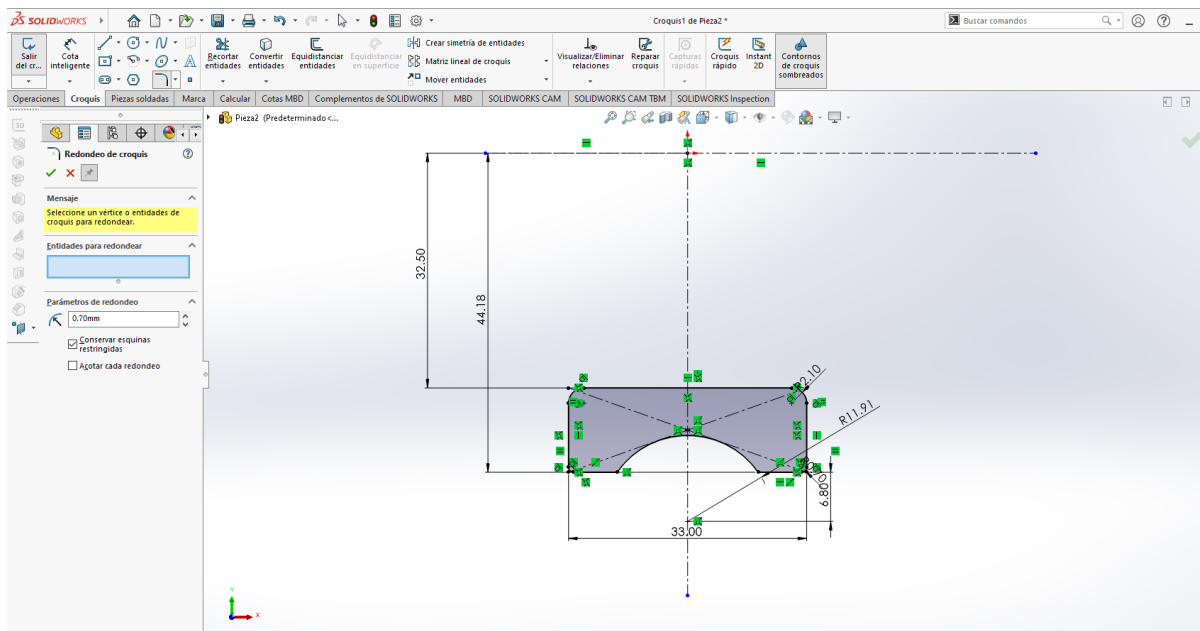 SOLIDWORKS
Croquis1 de Pieza2 *
Buscar comandos
Salir del cr...
Cota inteligente
Recortar entidades
Convertir entidades
Equidistanciar entidades
Equidistanciar en superficie
Crear simetría de entidades
Matriz lineal de croquis
Mover entidades
Visualizar/Eliminar relaciones
Reparar croquis
Capturas rápidas
Croquis rápido
Instant 2D
Contornos de croquis sombreados
Operaciones
Croquis
Piezas soldadas
Marca
Calcular
Cotas MBD
Complementos de SOLIDWORKS
MBD
SOLIDWORKS CAM
SOLIDWORKS CAM TBM
SOLIDWORKS Inspection
Pieza2 (Predeterminado<...
Redondeo de croquis
Mensaje
Seleccione un vértice o entidades de
croquis para redondear.
Entidades para redondear
Parámetros de redondeo
0.70mm
Conservar esquinas
restringidas
Acotar cada redondeo
32.50
44.18
R11.91
6.80
33.00
Y
X